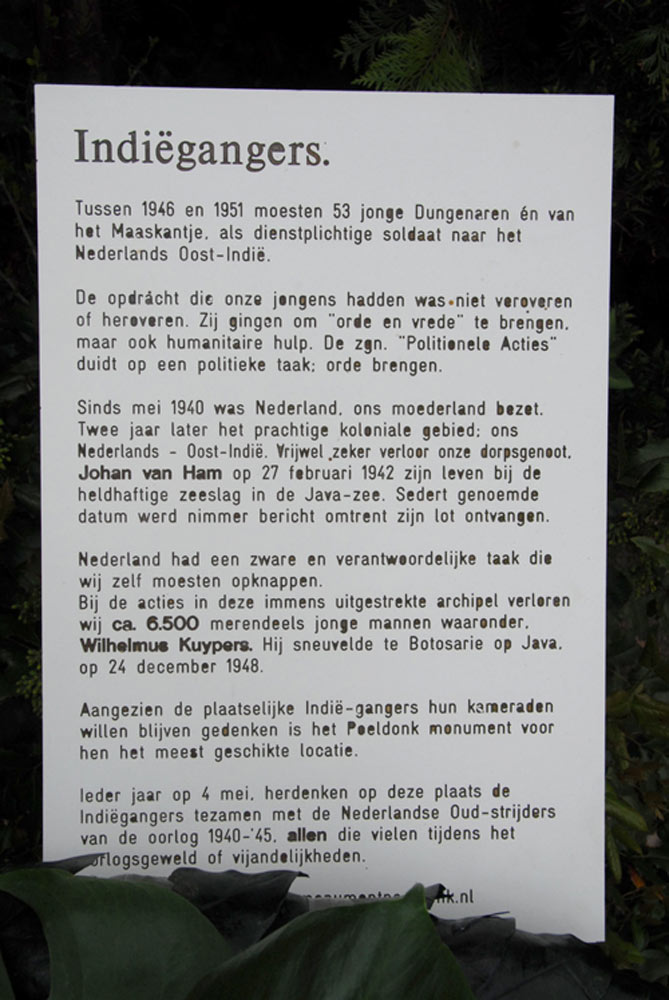 Indiëgangers.
Tussen 1946 en 1951 moesten 53 jonge Dungenaren én van
het Maaskantje, als dienstplichtige soldaat naar het
Nederlands Oost-Indië.
De opdracht die onze jongens hadden was niet veroveren
of heroveren. Zij gingen om "orde en vrede" te brengen,
maar ook humanitaire hulp. De zgn. "Politionele Acties"
duidt op een politieke taak; orde brengen.
Sinds mei 1940 was Nederland, ons moederland bezet.
Twee jaar later het prachtige koloniale gebied; ons
Nederlands - Oost-Indië. Vrijwel zeker verloor onze dorpsgenoot,
Johan van Ham op 27 februari 1942 zijn leven bij de
heldhaftige zeeslag in de Java-zee. Sedert genoemde
datum werd nimmer bericht omtrent zijn lot ontvangen.
Nederland had een zware en verantwoordelijke taak die
wij zelf moesten opknappen.
Bij de acties in deze immens uitgestrekte archipel verloren
wij ca. 6.500 merendeels jonge mannen waaronder,
Wilhelmus Kuypers. Hij sneuvelde te Botosarie op Java,
op 24 december 1948.
Aangezien de plaatselijke Indië-gangers hun kameraden
willen blijven gedenken is het Peeldonk monument voor
hen het meest geschikte locatie.
Ieder jaar op 4 mei, herdenken op deze plaats de
Indiëgangers tezamen met de Nederlandse Oud-strijders
van de oorlog 1940-'45, allen die vielen tijdens het
oorlogsgeweld of vijandelijkheden.